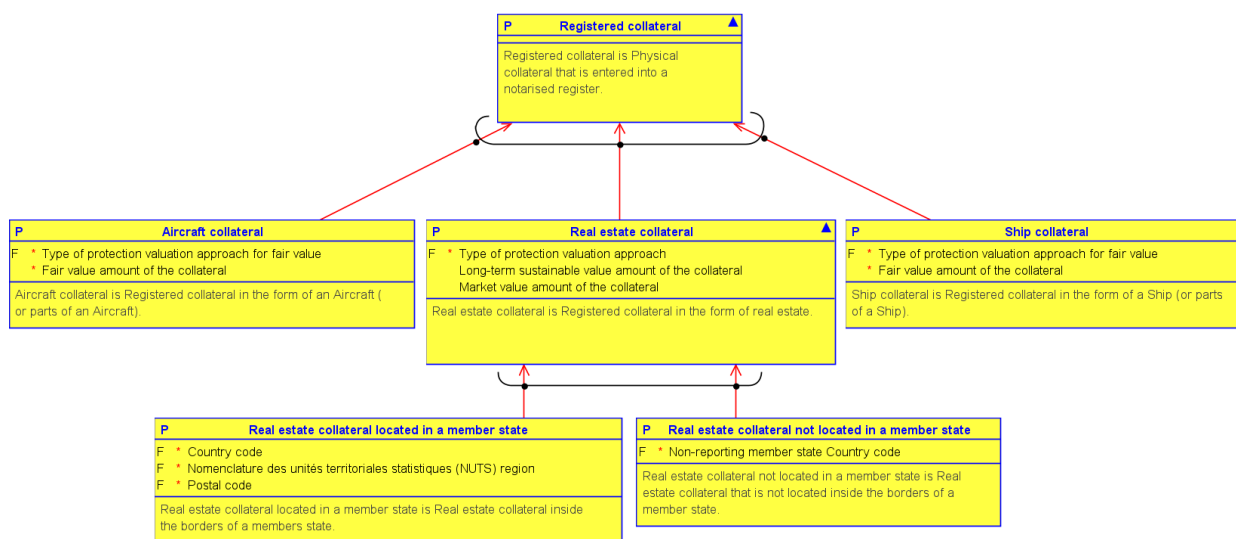 P Registered collateral
Registered collateral is Physical
collateral that is entered into a
notarised register.
P Aircraft collateral
F * Type of protection valuation approach for fair value
* Fair value amount of the collateral
Aircraft collateral is Registered collateral in the form of an Aircraft (
or parts of an Aircraft).
P Real estate collateral
F * Type of protection valuation approach
Long-term sustainable value amount of the collateral
Market value amount of the collateral
Real estate collateral is Registered collateral in the form of real estate.
P Ship collateral
F * Type of protection valuation approach for fair value
* Fair value amount of the collateral
Ship collateral is Registered collateral in the form of a Ship (or parts
of a Ship).
P Real estate collateral located in a member state
F * Country code
F * Nomenclature des unités territoriales statistiques (NUTS) region
F * Postal code
Real estate collateral located in a member state is Real estate collateral inside
the borders of a members state.
P Real estate collateral not located in a member state
F * Non-reporting member state Country code
Real estate collateral not located in a member state is Real
estate collateral that is not located inside the borders of a
member state.